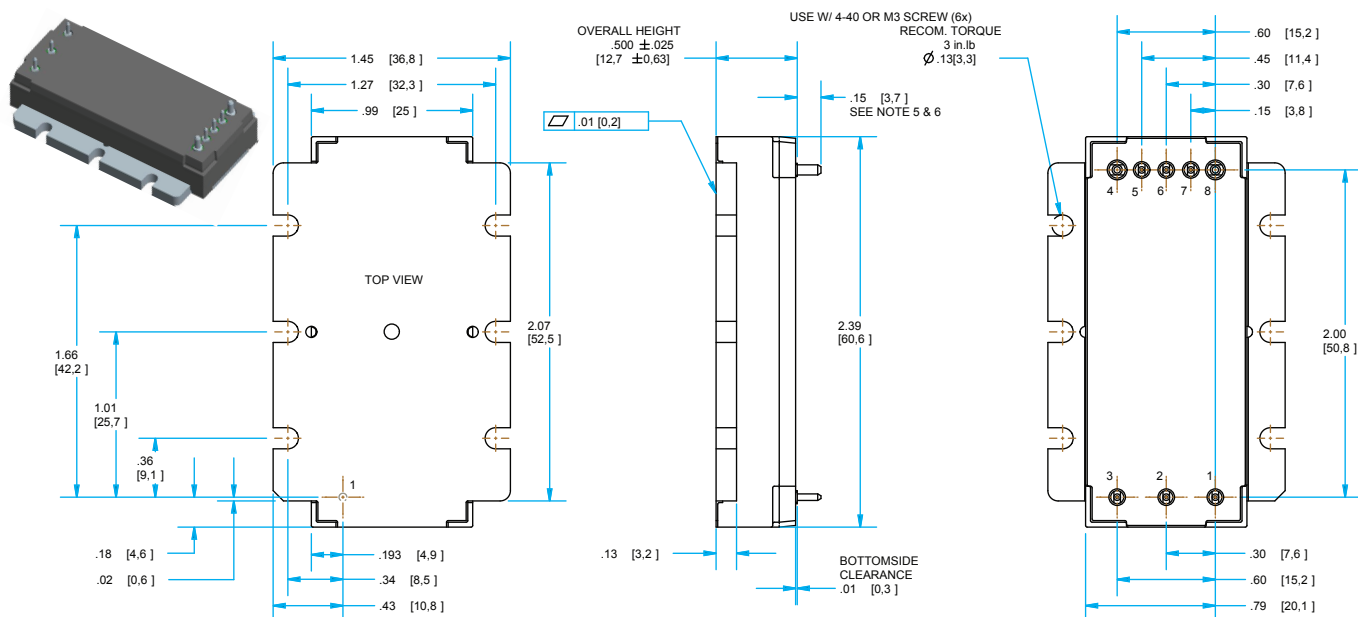 USE W/ 4-40 OR M3 SCREW (6x)
RECOM. TORQUE
3 in.lb
Ø .13[3,3]
OVERALL HEIGHT
.500 ±.025
[12,7 ±0,63]
1.45 [36,8 ]
1.27 [32,3 ]
.99 [25 ]
.15 [3,7 ]
SEE NOTE 5 & 6
.60 [15,2 ]
.45 [11,4 ]
.30 [7,6 ]
.15 [3,8 ]
.01 [0,2]
4
5
6
7
8
TOP VIEW
1.66
[42,2 ]
1.01
[25,7 ]
.36
[9,1 ]
1
2.07
[52,5 ]
2.39
[60,6 ]
2.00
[50,8 ]
3
2
1
.18 [4,6 ]
.02 [0,6 ]
.193 [4,9 ]
.34 [8,5 ]
.43 [10,8 ]
.13 [3,2 ]
BOTTOMSIDE
CLEARANCE
.01 [0,3 ]
.30 [7,6 ]
.60 [15,2 ]
.79 [20,1 ]